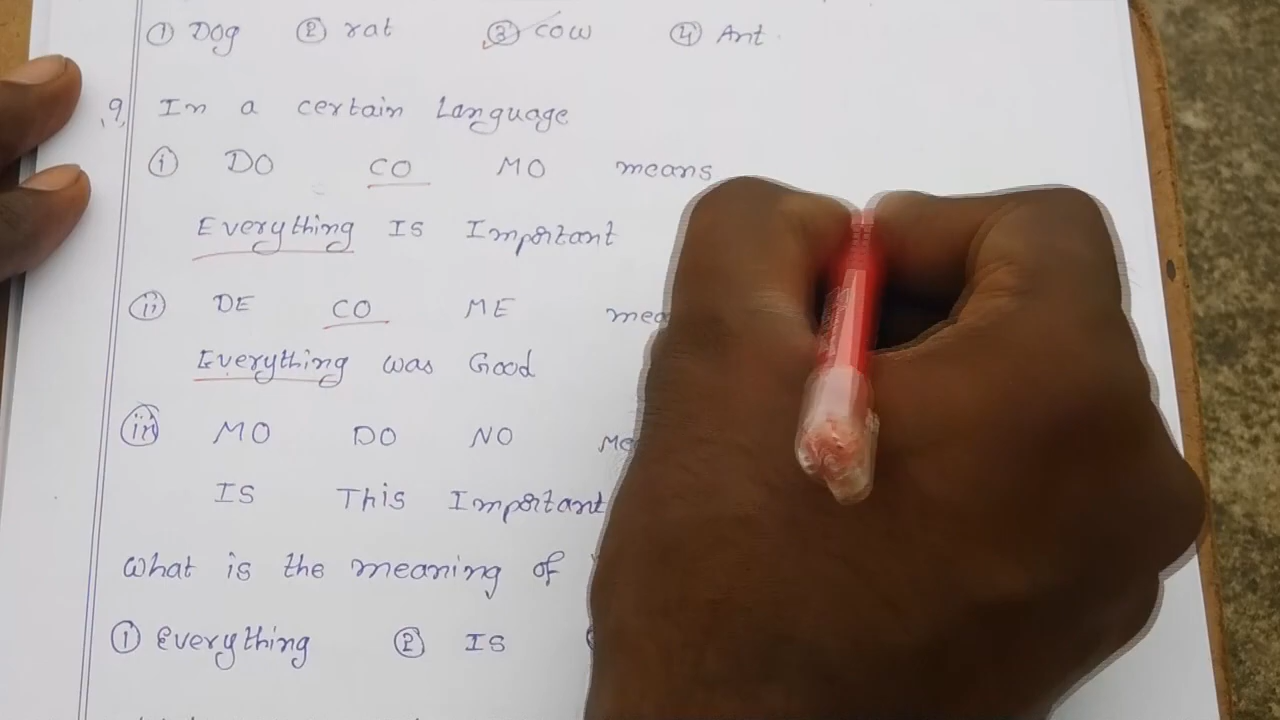 ① Dog ② rat ③ cow ④ Ant
9, In a certain Language
ⓘ DO CO MO means
Everything Is Important
ⓘⓘ DE CO ME
Everything was Good
ⓘⓘⓘ MO DO NO
IS This Important
What is the meaning of
① Everything ② IS